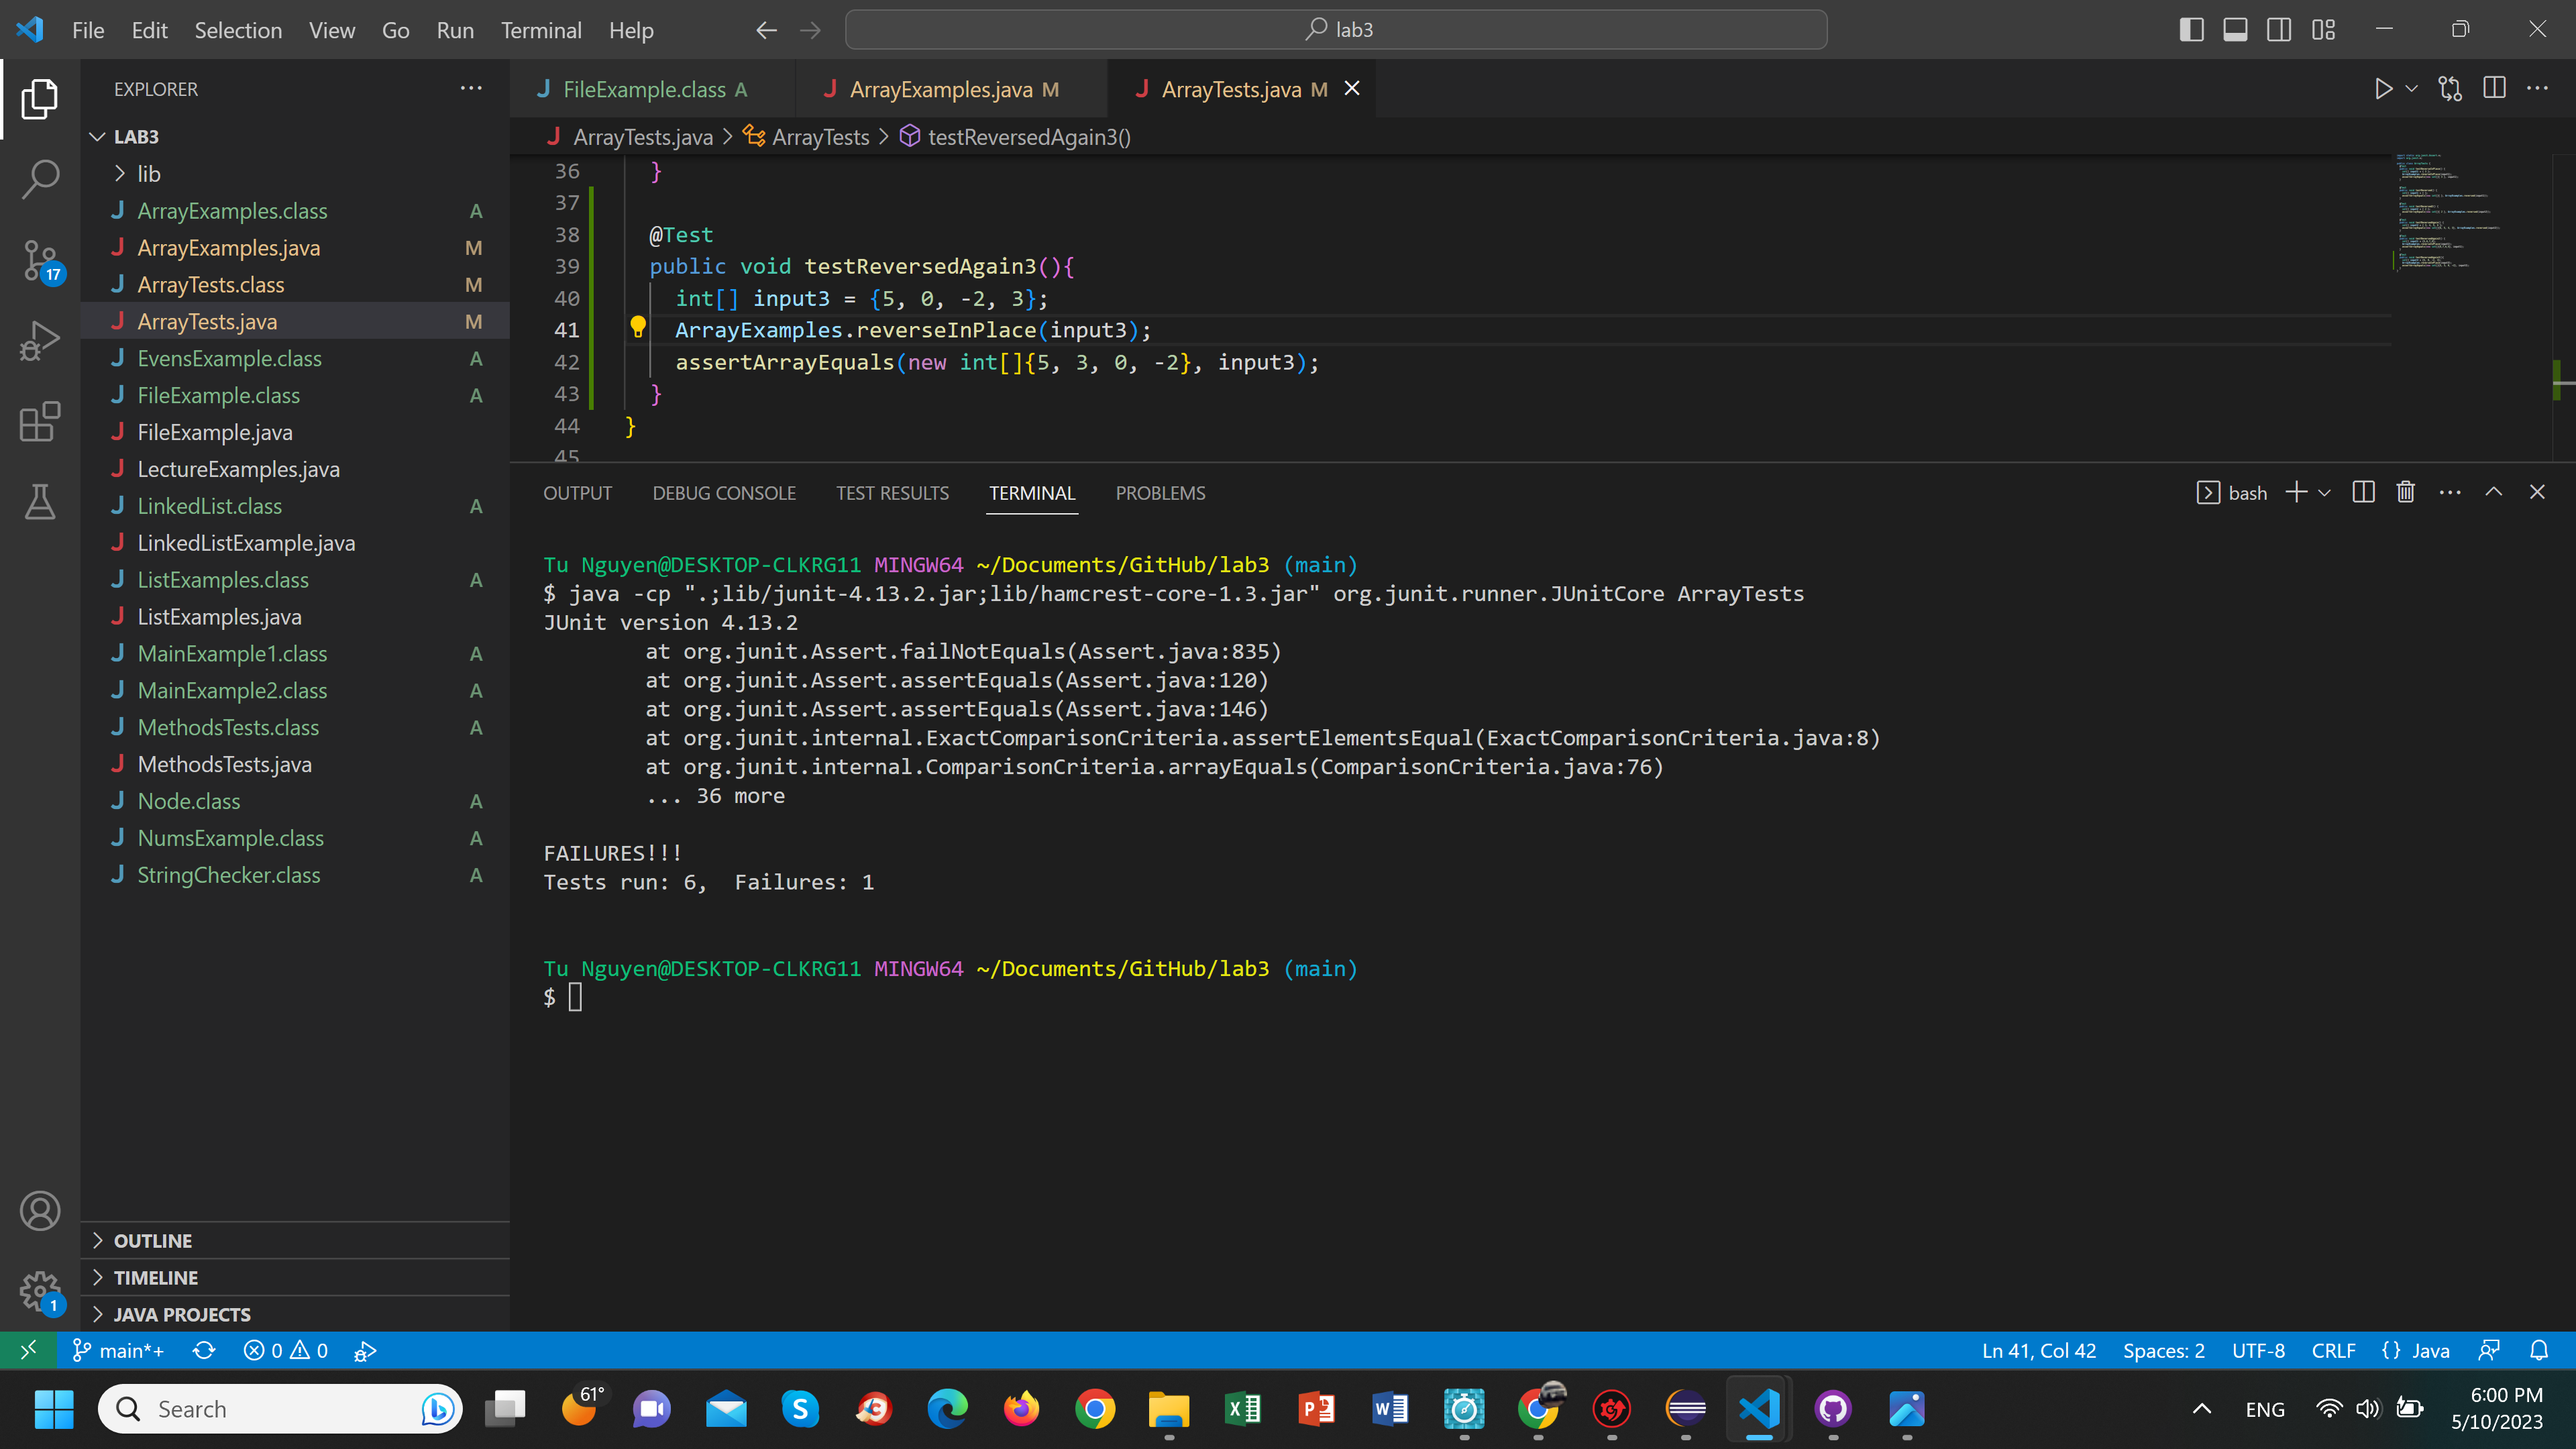 File Edit Selection View Go Run Terminal Help
lab3
EXPLORER
FileExample.class A
ArrayExamples.java M
ArrayTests.java M
LAB3
ArrayTests.java > ArrayTests > testReversedAgain3()
lib
ArrayExamples.class A
ArrayExamples.java M
ArrayTests.class M
ArrayTests.java M
EvensExample.class A
FileExample.class A
FileExample.java
LectureExamples.java
LinkedList.class A
LinkedListExample.java
ListExamples.class A
ListExamples.java
MainExample1.class A
MainExample2.class A
MethodsTests.class A
MethodsTests.java
Node.class A
NumsExample.class A
StringChecker.class A
17
36 }
37
38 @Test
39 public void testReversedAgain3(){
40 int[] input3 = {5, 0, -2, 3};
41 ArrayExamples.reverseInPlace(input3);
42 assertArrayEquals(new int[]{5, 3, 0, -2}, input3);
43 }
44 }
45
OUTPUT DEBUG CONSOLE TEST RESULTS TERMINAL PROBLEMS
bash
Tu Nguyen@DESKTOP-CLKRG11 MINGW64 ~/Documents/GitHub/lab3 (main)
$ java -cp ".;lib/junit-4.13.2.jar;lib/hamcrest-core-1.3.jar" org.junit.runner.JUnitCore ArrayTests
JUnit version 4.13.2
at org.junit.Assert.failNotEquals(Assert.java:835)
at org.junit.Assert.assertEquals(Assert.java:120)
at org.junit.Assert.assertEquals(Assert.java:146)
at org.junit.internal.ExactComparisonCriteria.assertElementsEqual(ExactComparisonCriteria.java:8)
at org.junit.internal.ComparisonCriteria.arrayEquals(ComparisonCriteria.java:76)
... 36 more
FAILURES!!!
Tests run: 6,  Failures: 1
Tu Nguyen@DESKTOP-CLKRG11 MINGW64 ~/Documents/GitHub/lab3 (main)
$
OUTLINE
TIMELINE
JAVA PROJECTS
1
main*+ 0 0
Ln 41, Col 42 Spaces: 2 UTF-8 CRLF {} Java
Search
61°
ENG
6:00 PM
5/10/2023